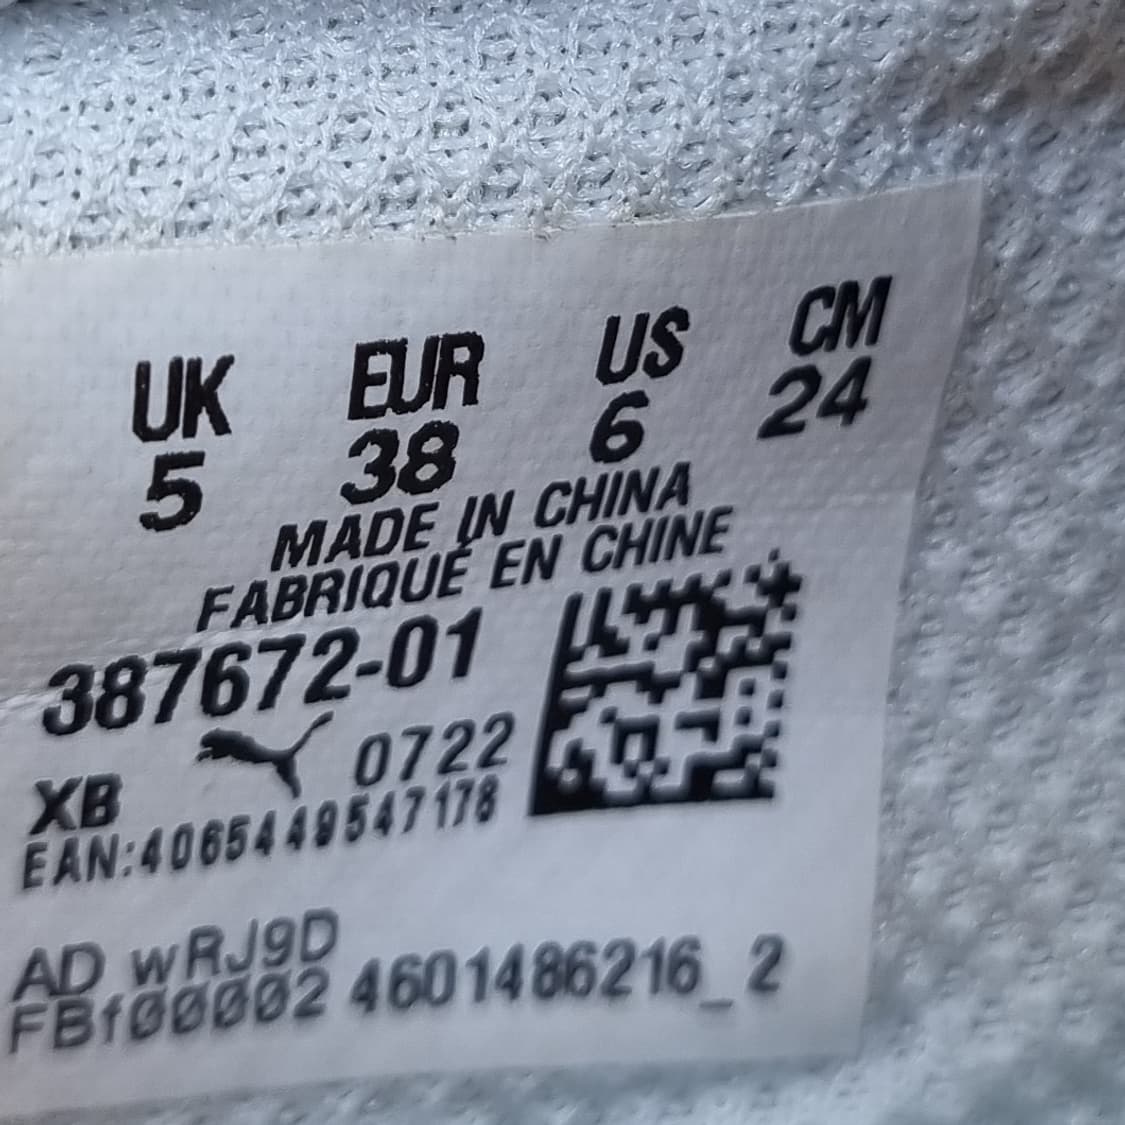 UK EUR US CM
5 38 6 24
MADE IN CHINA
FABRIQUÉ EN CHINE
387672-01
XB 0722
EAN:4065449547178
AD wRJ9D
FBf00002 4601486216_2